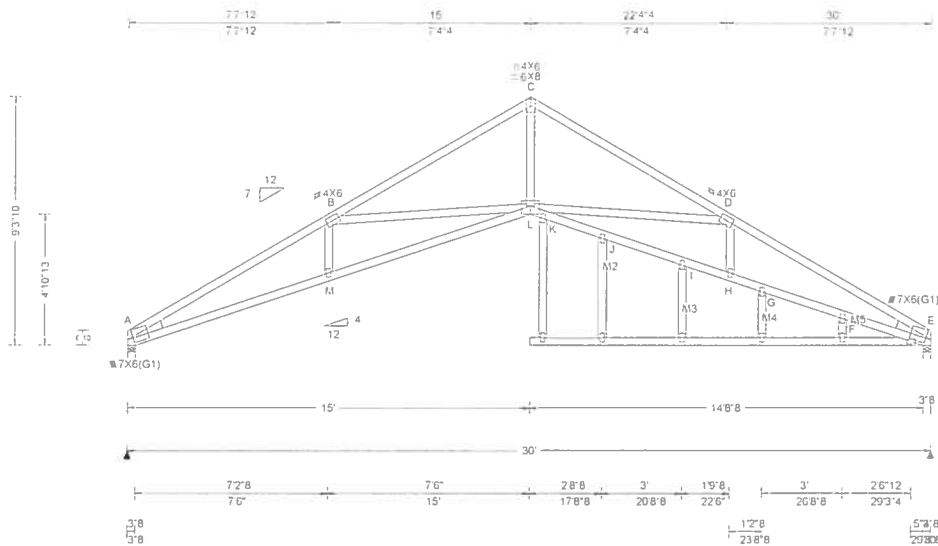 7'7"12 15' 22'4"4 30'
7'7"12 7'4"4 7'4"4 7'7"12
4X6
=6X8
C
12
7
4X6
B
4X6
D
9'3"10
4'10"13
L K
J
M2
I
M
H
M3
G
M4
M5
F
4
12
A
7X6(G1)
E
7X6(G1)
15' 14'8"8 3"8
30'
7'2"8 7'6" 2'8"8 3' 1'9"8 3' 2'6"12
7'6" 15' 17'8"8 20'8"8 22'6" 26'8"8 29'3"4
3"8 1'2"8
3"8 23'8"8